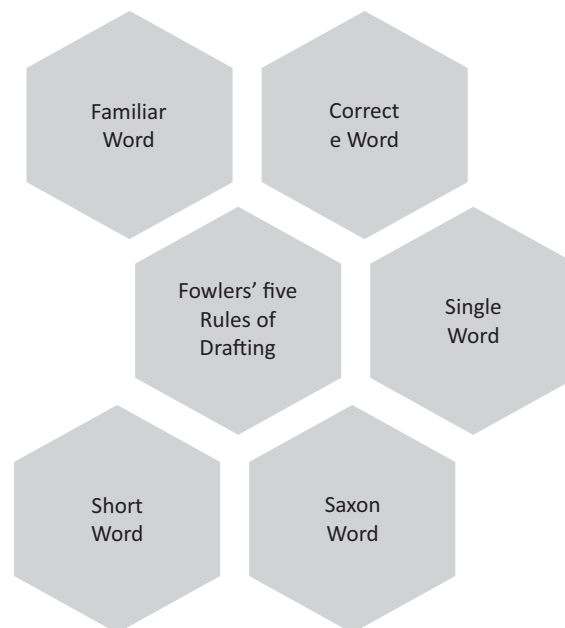 Familiar
Word
Correct
e Word
Fowlers’ five
Rules of
Drafting
Single
Word
Short
Word
Saxon
Word